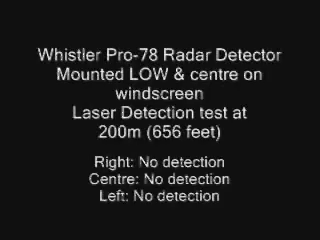 Whistler Pro-78 Radar Detector
Mounted LOW & centre on
windscreen
Laser Detection test at
200m (656 feet)
Right: No detection
Centre: No detection
Left: No detection